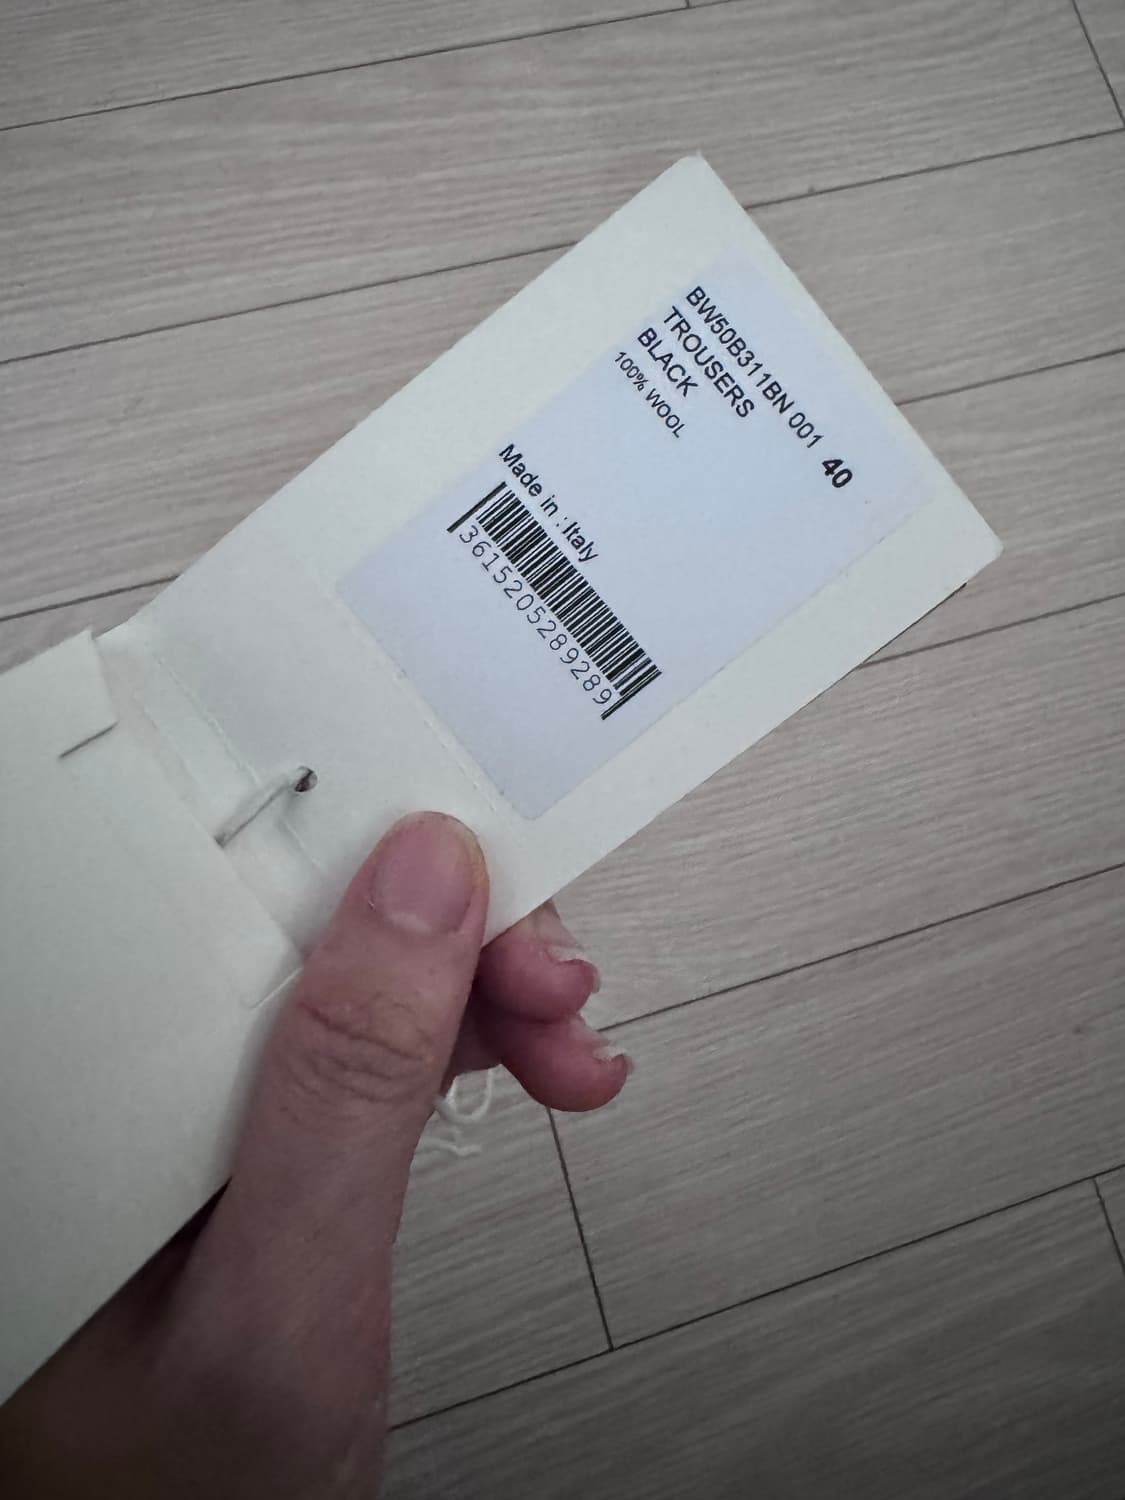 BW50B311BN 001 40
TROUSERS
BLACK
100% WOOL
Made in : Italy
3615205289289